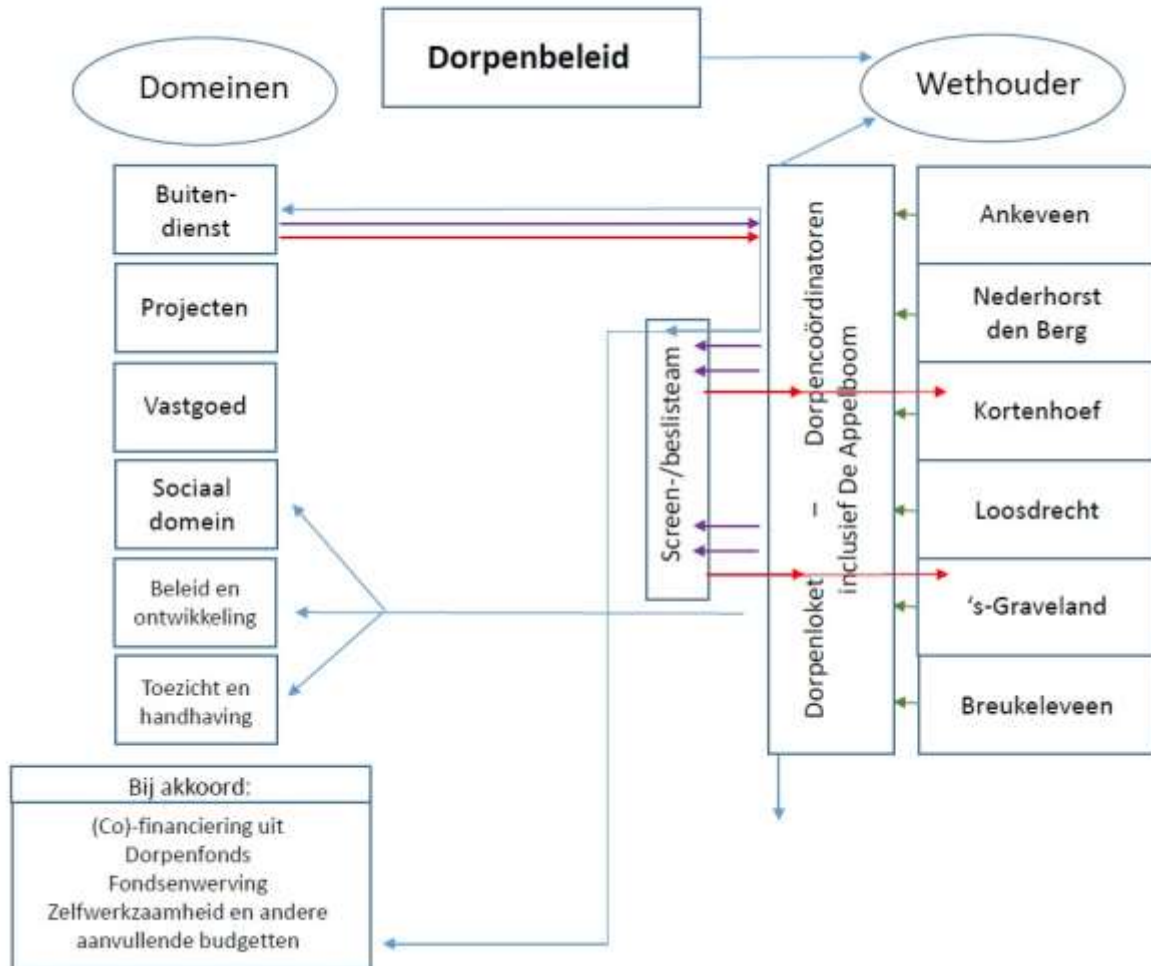 Dorpenbeleid
Domeinen
Wethouder
Buiten-
dienst
Projecten
Vastgoed
Sociaal
domein
Beleid en
ontwikkeling
Toezicht en
handhaving
Bij akkoord:
(Co)-financiering uit
Dorpenfonds
Fondsenwerving
Zelfwerkzaamheid en andere
aanvullende budgetten
Screen-/beslisteam
Dorpenloket – Dorpencoördinatoren
inclusief De Appelboom
Ankeveen
Nederhorst
den Berg
Kortenhoef
Loosdrecht
‘s-Graveland
Breukeleveen